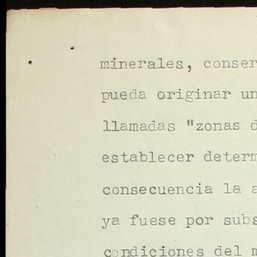 minerales, conser
pueda originar un
llamadas "zonas d
establecer determ
consecuencia la a
ya fuese por subs
condiciones del m